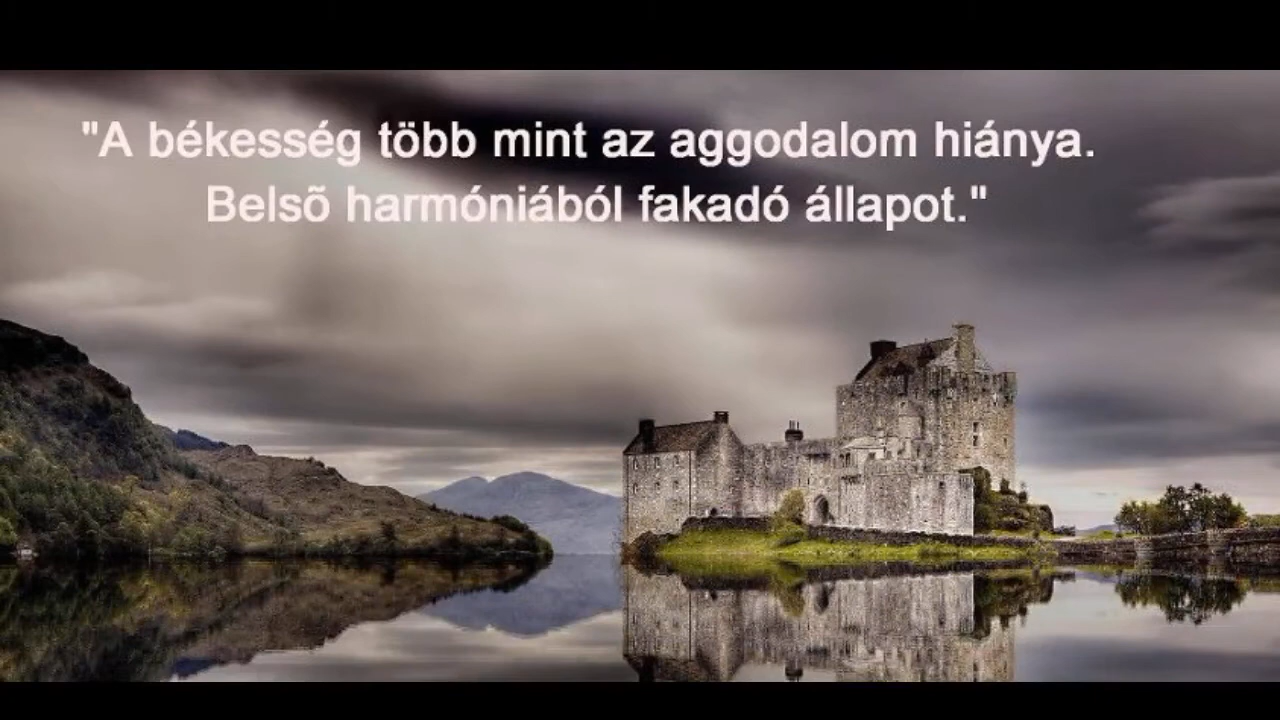 "A békesség több mint az aggodalom hiánya.
Belsõ harmóniából fakadó állapot."